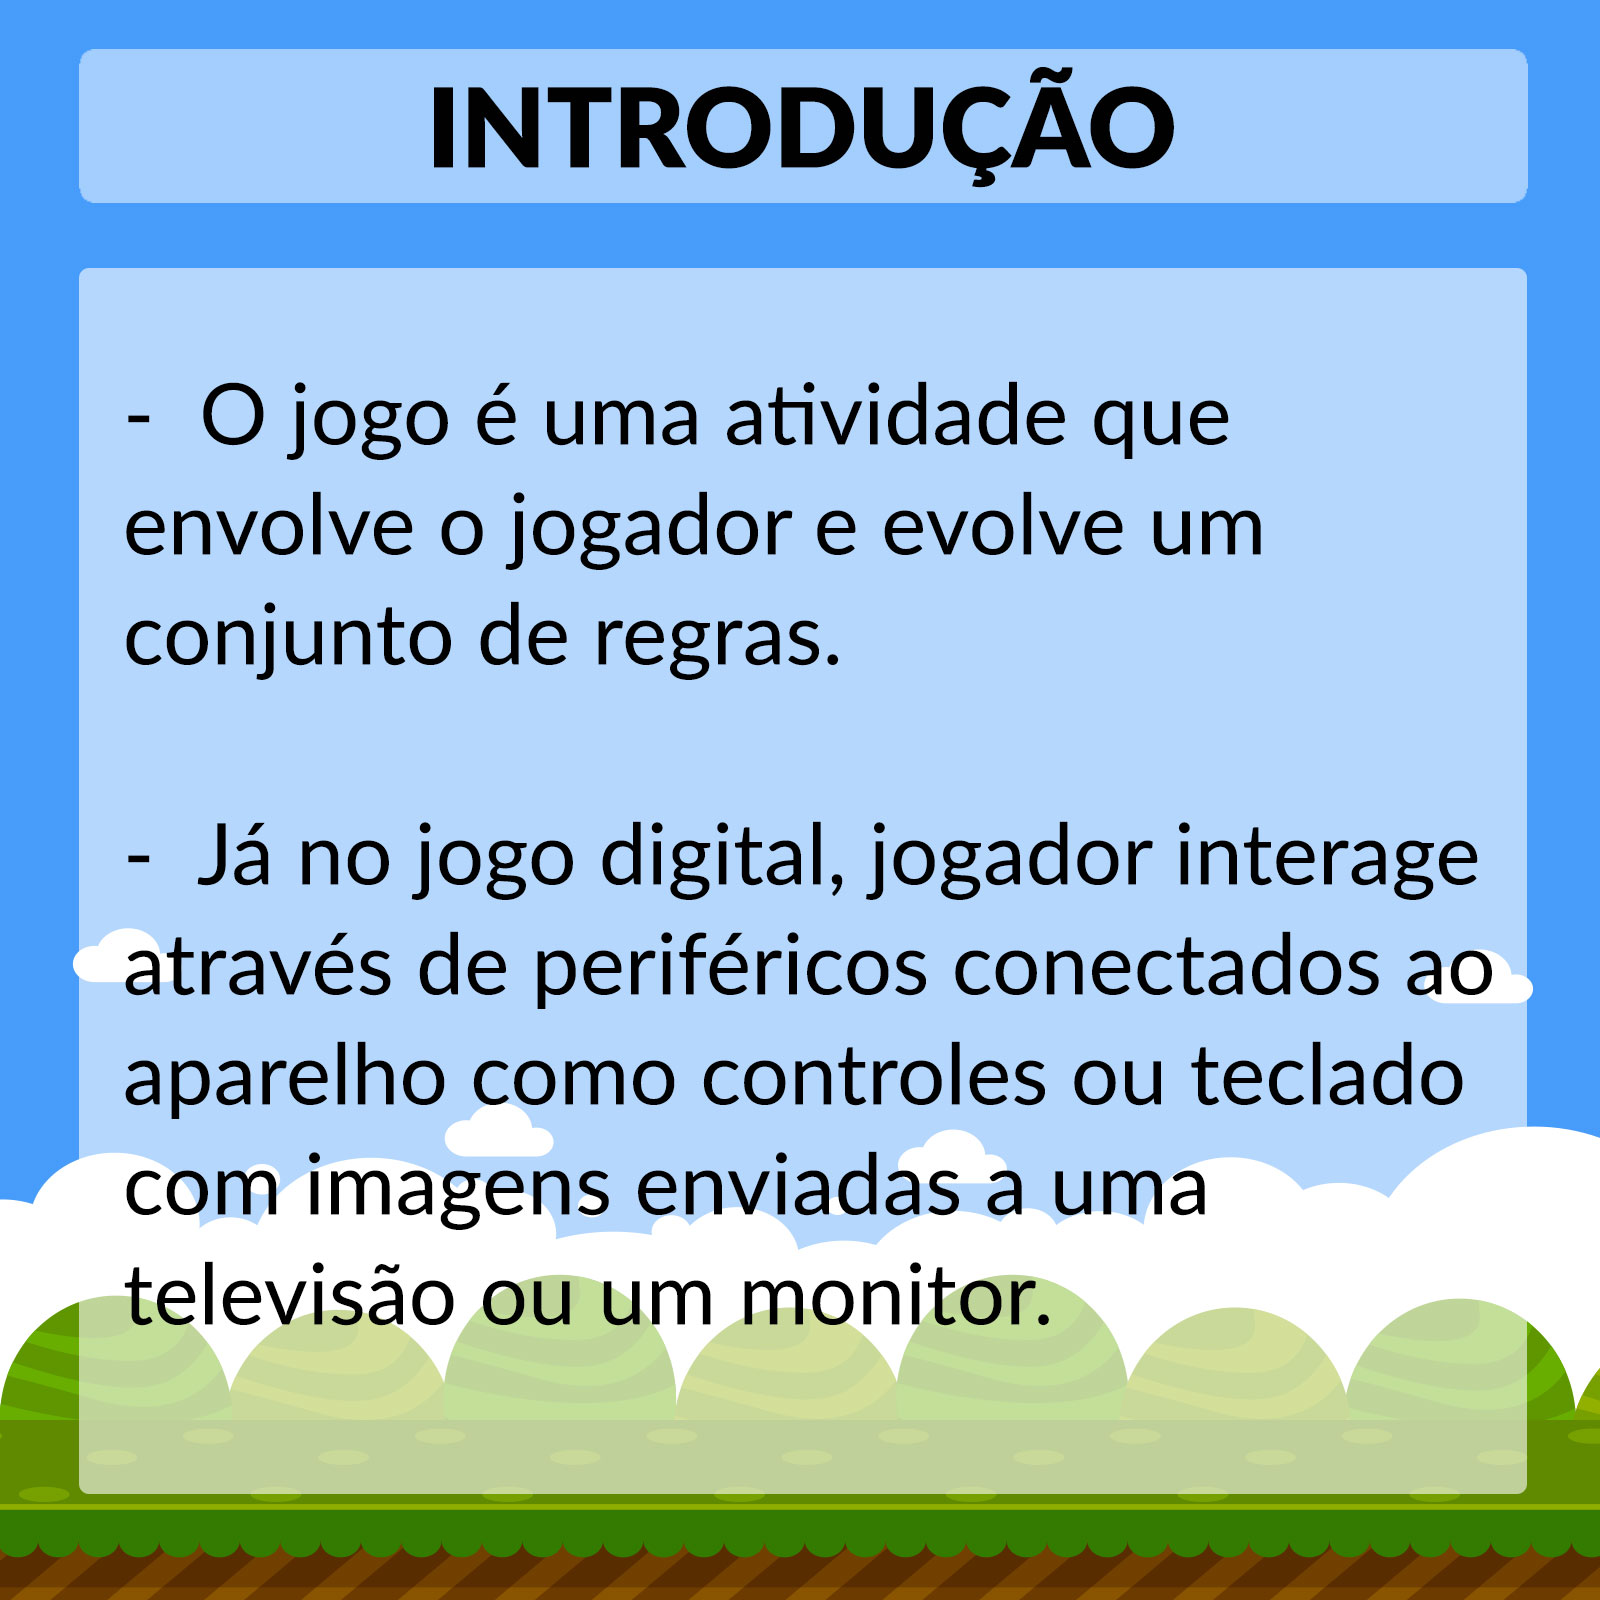 INTRODUÇÃO
- O jogo é uma atividade que
envolve o jogador e evolve um
conjunto de regras.
- Já no jogo digital, jogador interage
através de periféricos conectados ao
aparelho como controles ou teclado
com imagens enviadas a uma
televisão ou um monitor.